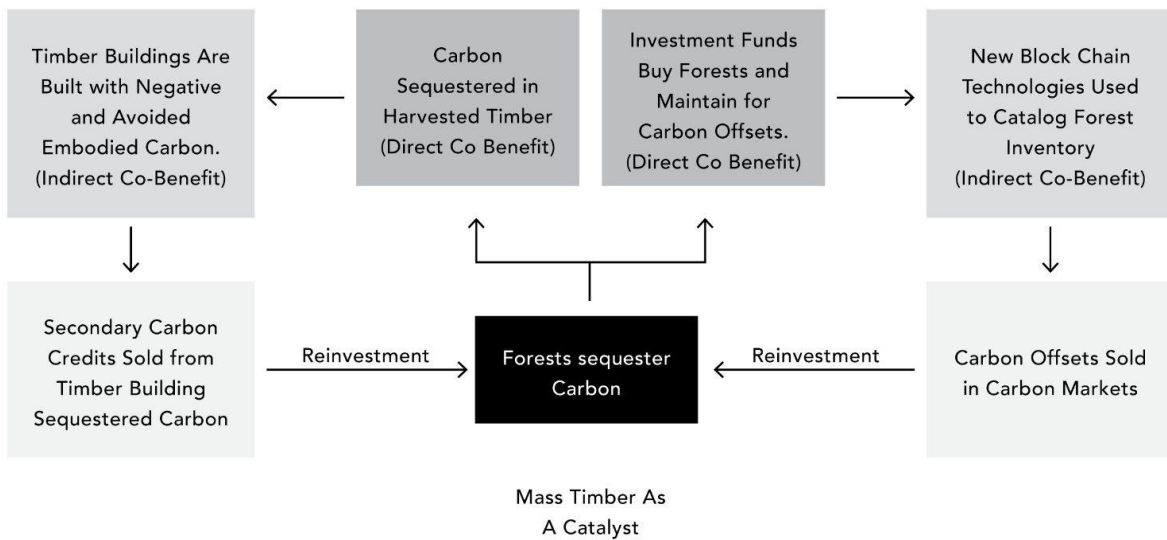 Timber Buildings Are
Built with Negative
and Avoided
Embodied Carbon.
(Indirect Co-Benefit)
Carbon
Sequestered in
Harvested Timber
(Direct Co Benefit)
Investment Funds
Buy Forests and
Maintain for
Carbon Offsets.
(Direct Co Benefit)
New Block Chain
Technologies Used
to Catalog Forest
Inventory
(Indirect Co-Benefit)
Secondary Carbon
Credits Sold from
Timber Building
Sequestered Carbon
Reinvestment
Forests sequester
Carbon
Reinvestment
Carbon Offsets Sold
in Carbon Markets
Mass Timber As
A Catalyst